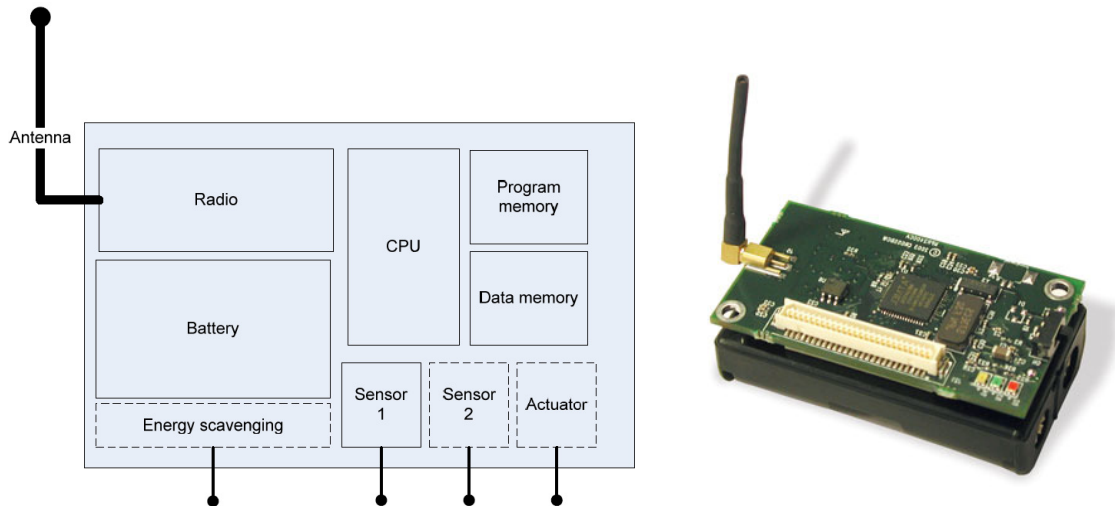 Antenna
Radio
CPU
Program
memory
Data memory
Battery
Energy scavenging
Sensor
1
Sensor
2
Actuator